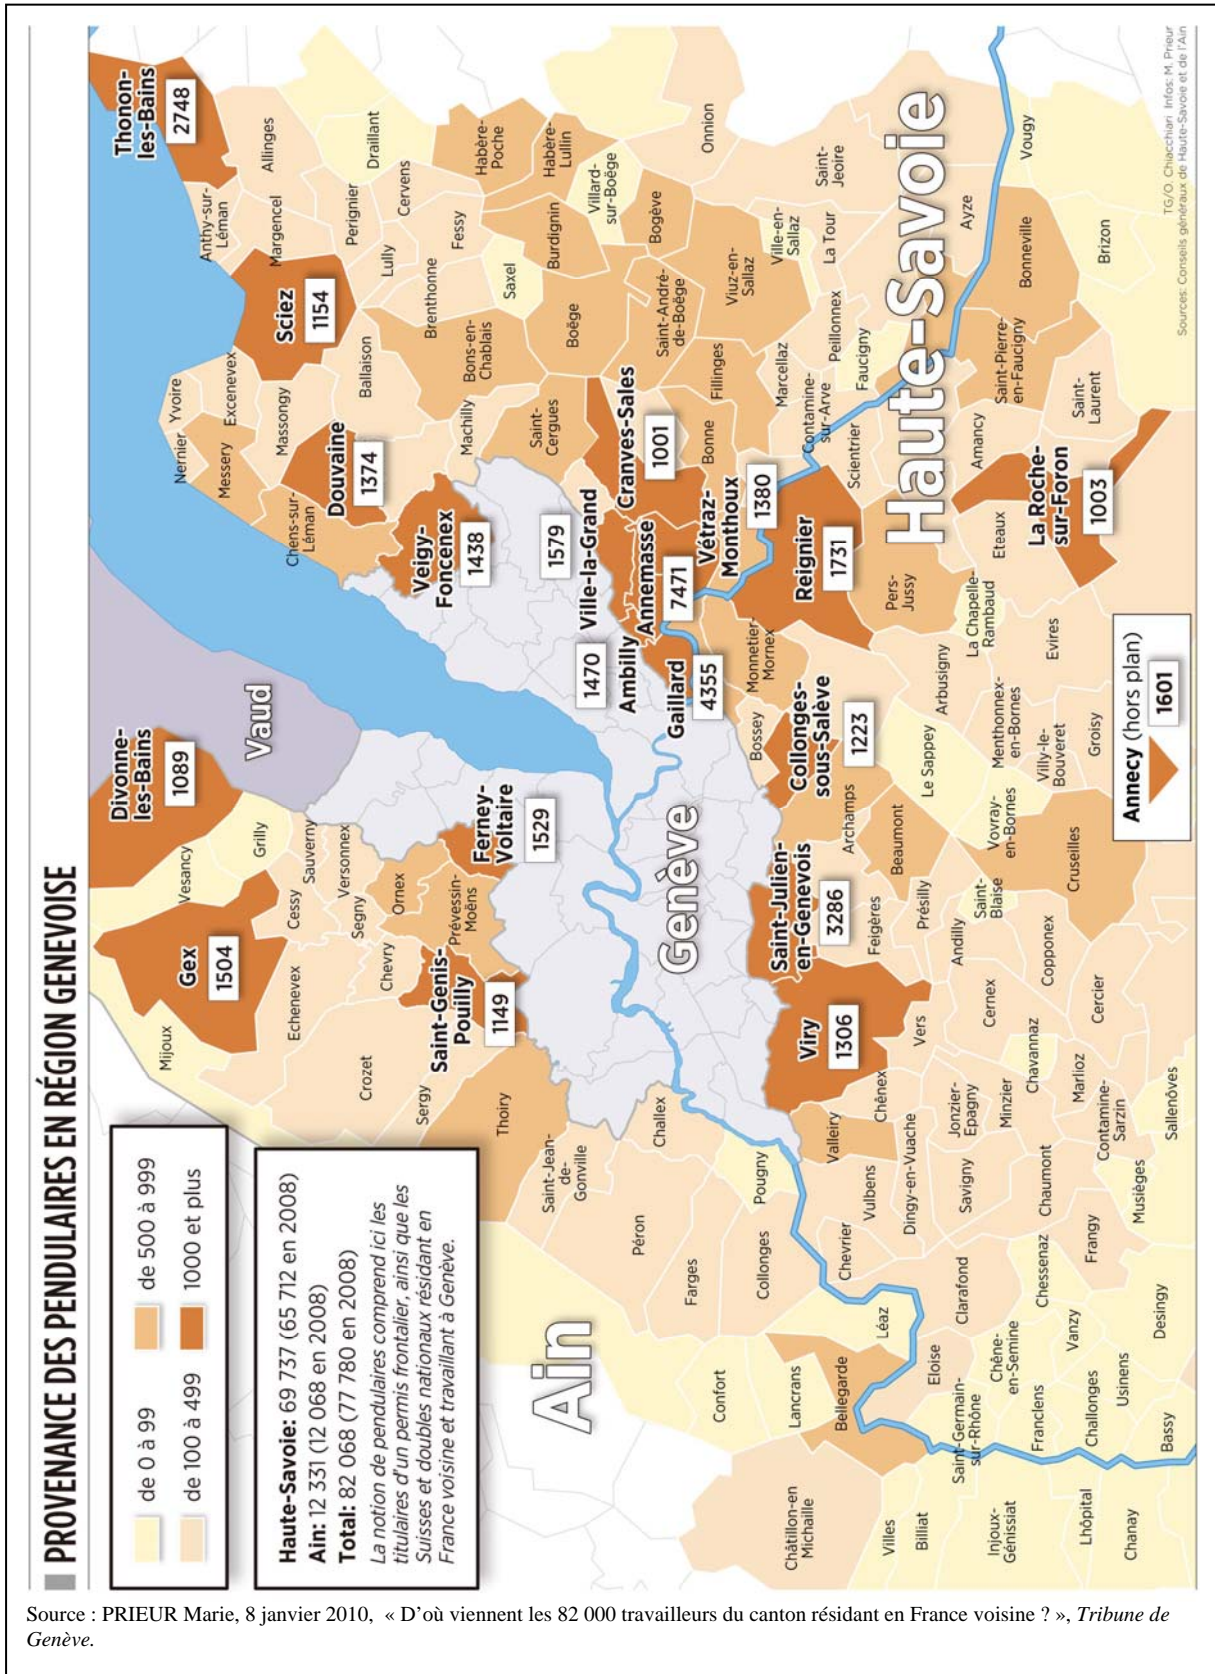 PROVENANCE DES PENDULAIRES EN RÉGION GENEVOISE
de 0 à 99
de 500 à 999
de 100 à 499
1000 et plus
Haute-Savoie: 69 737 (65 712 en 2008)
Ain: 12 331 (12 068 en 2008)
Total: 82 068 (77 780 en 2008)
La notion de pendulaires comprend ici les
titulaires d'un permis frontalier, ainsi que les
Suisses et doubles nationaux résidant en
France voisine et travaillant à Genève.
Mijoux
Gex
1504
Vesancy
Divonne-
les-Bains
1089
Grilly
Vaud
Cessy
Sauverny
Versonnex
Segny
Echenevex
Chevry
Ornex
Prévessin-
Moëns
Ferney-
Voltaire
1529
Crozet
Sergy
Saint-Genis-
Pouilly
1149
Thoiry
Saint-Jean-
de-
Gonville
Challex
Péron
Pougny
Farges
Collonges
Ain
Confort
Léaz
Lancrans
Bellegarde
Châtillon-en
Michaille
Villes
Billiat
Injoux-
Génissiat
Lhôpital
Chanay
Eloise
Saint-Germain-
sur-Rhône
Clarafond
Chêne-
en-Semine
Franclens
Chessenaz
Vanzy
Challonges
Usinens
Bassy
Desingy
Musièges
Frangy
Chaumont
Chevrier
Vulbens
Dingy-en-Vuache
Savigny
Jonzier-
Epagny
Minzier
Chavannaz
Marlioz
Contamine-
Sarzin
Sallenôves
Valleiry
Chênex
Viry
1306
Vers
Cernex
Cercier
Copponex
Andilly
Saint-
Blaise
Présilly
Feigères
Saint-Julien-
en-Genevois
3286
Genève
Archamps
Beaumont
Cruseilles
Vovray-
en-Bornes
Le Sappey
Collonges-
sous-Salève
1223
Bossey
Menthonnex-
en-Bornes
Villy-le-
Bouveret
Groisy
Arbusigny
Evires
La Chapelle-
Rambaud
Monnetier-
Mornex
Pers-
Jussy
Reignier
1731
Eteaux
La Roche-
sur-Foron
1003
Amancy
Saint-
Laurent
Saint-Pierre-
en-Faucigny
Scientrier
Contamine-
sur-Arve
Faucigny
Peillonnex
Marcellaz
Haute-Savoie
Gaillard
4355
Ambilly
1470
Annemasse
7471
Ville-la-Grand
1579
Vétraz-
Monthoux
1380
Cranves-Sales
1001
Bonne
Fillinges
Saint-
Cergues
Machilly
Veigy-
Foncenex
1438
Douvaine
1374
Chens-sur-
Léman
Messery
Nernier
Yvoire
Excenevex
Massongy
Ballaison
Sciez
1154
Bons-en-
Chablais
Brenthonne
Boëge
Saxel
Saint-André-
de-Boëge
Viuz-en-
Sallaz
Ville-en-
Sallaz
La Tour
Saint-
Jeoire
Onnion
Ayze
Bonneville
Brizon
Vougy
Bogève
Burdignin
Villard-
sur-Boëge
Habère-
Lullin
Habère-
Poche
Fessy
Lully
Cervens
Perignier
Draillant
Margencel
Allinges
Anthy-sur-
Léman
Thonon-
les-Bains
2748
Annecy (hors plan)
1601
TG/O. Chiacchiari Infos: M. Prieur
Sources: Conseils généraux de Haute-Savoie et de l'Ain
Source : PRIEUR Marie, 8 janvier 2010, « D'où viennent les 82 000 travailleurs du canton résidant en France voisine ? », Tribune de
Genève.